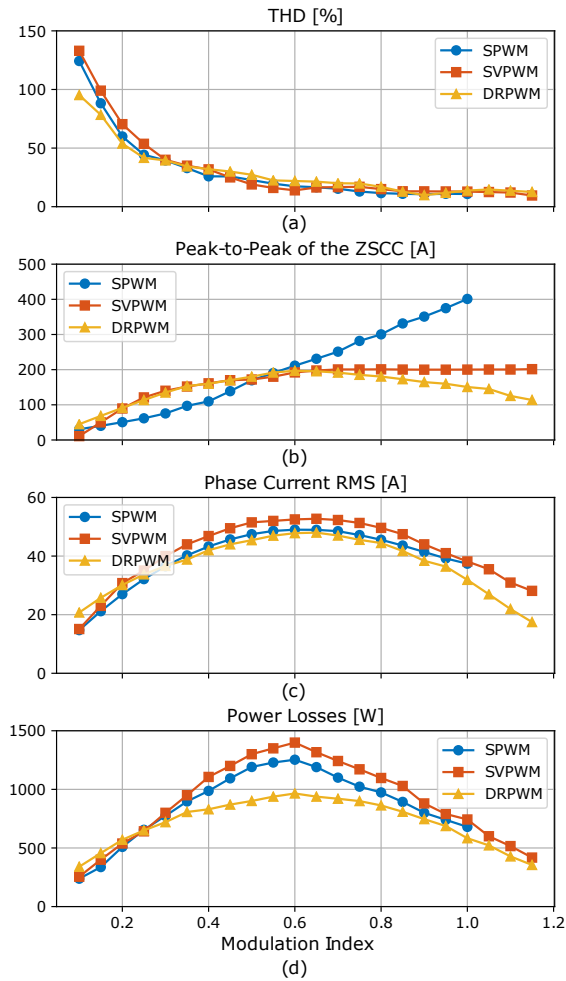 THD [%]
150
100
50
0
SPWM
SVPWM
DRPWM
(a)
Peak-to-Peak of the ZSCC [A]
500
400
300
200
100
0
SPWM
SVPWM
DRPWM
(b)
Phase Current RMS [A]
60
40
20
0
SPWM
SVPWM
DRPWM
(c)
Power Losses [W]
1500
1000
500
0
SPWM
SVPWM
DRPWM
0.2 0.4 0.6 0.8 1.0 1.2
Modulation Index
(d)